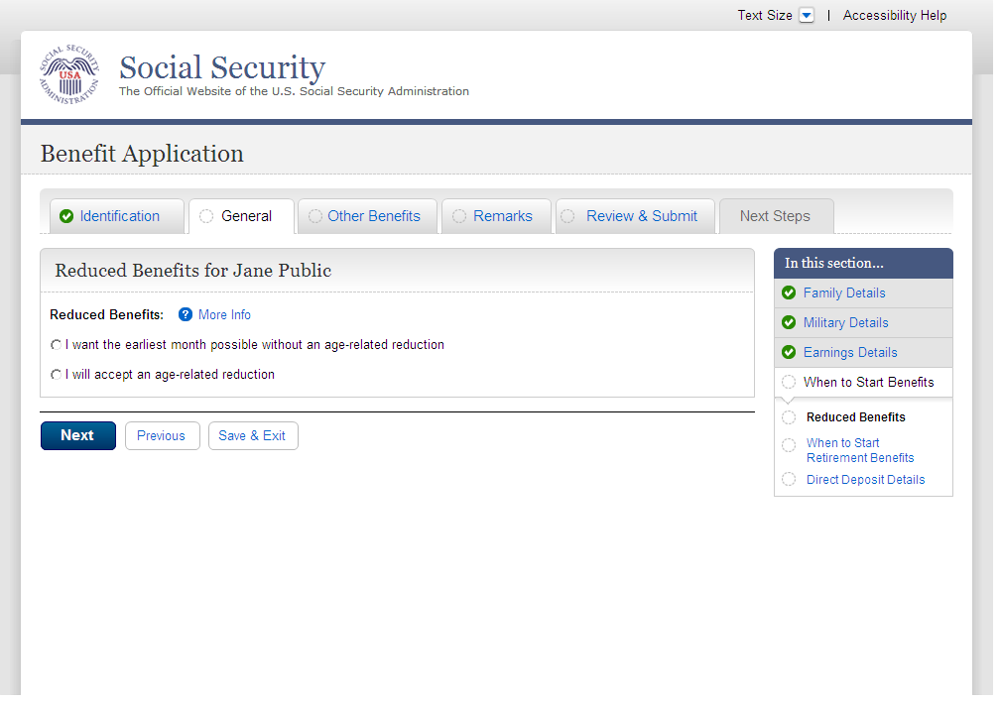 Text Size | Accessibility Help
SOCIAL SECURITY ADMINISTRATION
USA
Social Security
The Official Website of the U.S. Social Security Administration
Benefit Application
Identification General Other Benefits Remarks Review & Submit Next Steps
Reduced Benefits for Jane Public
Reduced Benefits: ? More Info
I want the earliest month possible without an age-related reduction
I will accept an age-related reduction
Next Previous Save & Exit
In this section...
Family Details
Military Details
Earnings Details
When to Start Benefits
Reduced Benefits
When to Start
Retirement Benefits
Direct Deposit Details